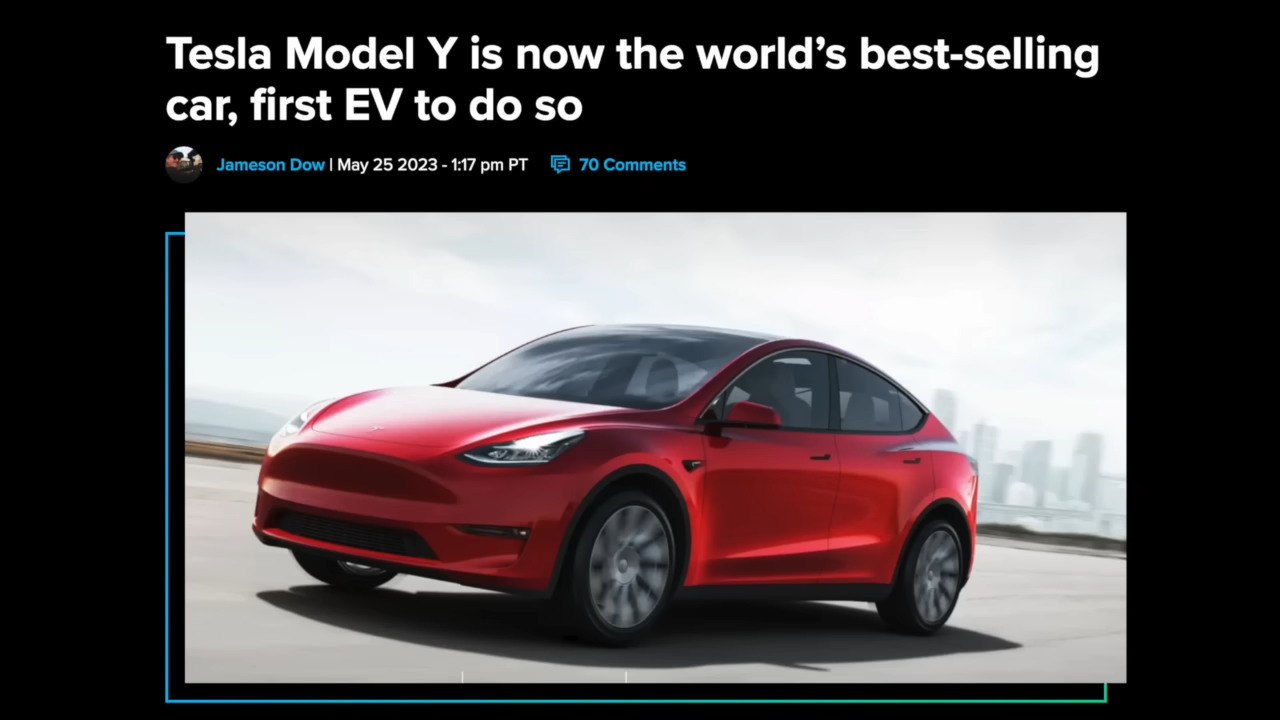 Tesla Model Y is now the world’s best-selling
car, first EV to do so
Jameson Dow | May 25 2023 - 1:17 pm PT 70 Comments